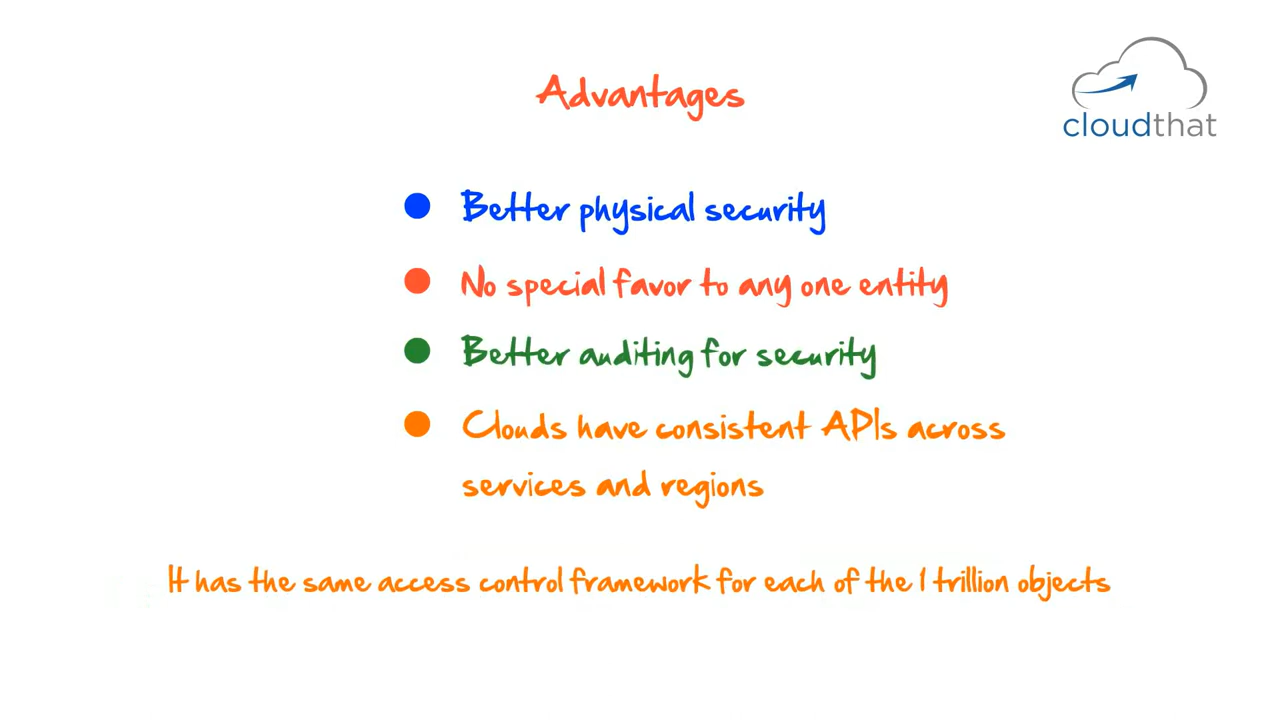 Advantages
cloudthat
Better physical security
No special favor to any one entity
Better auditing for security
Clouds have consistent APIs across
services and regions
It has the same access control framework for each of the 1 trillion objects